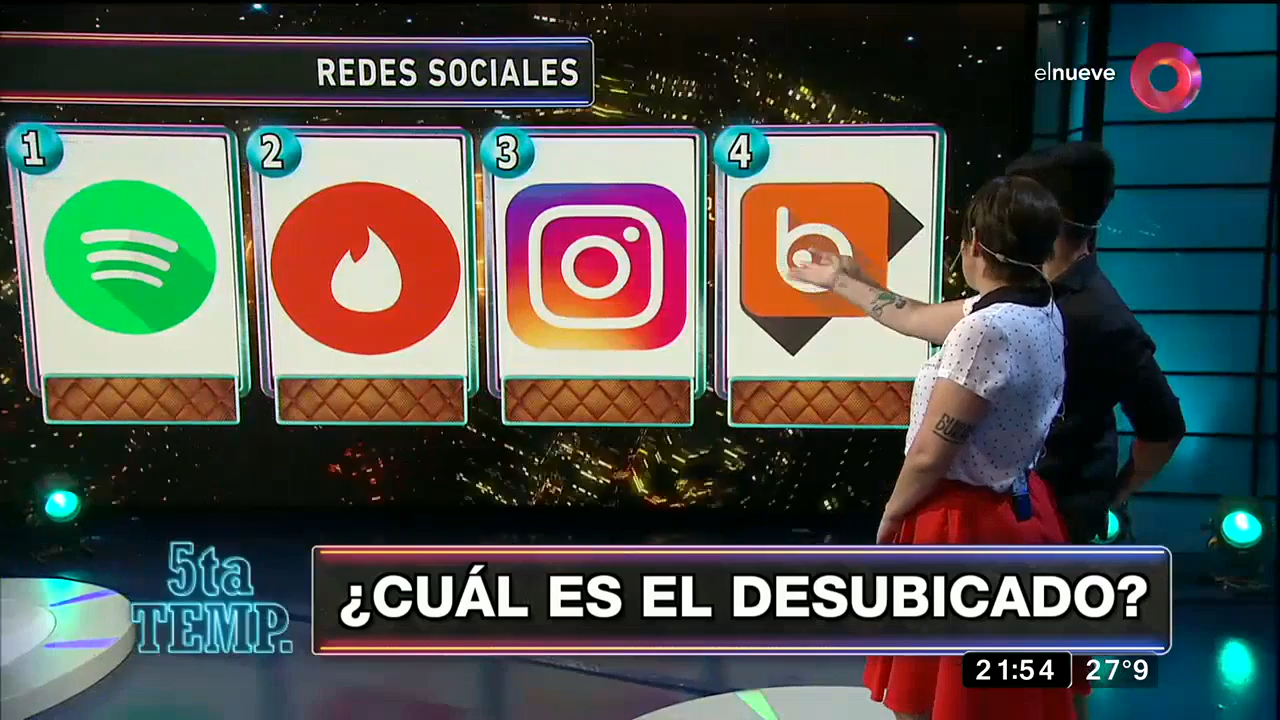 REDES SOCIALES
elnueve
1
2
3
4
b
5ta
TEMP.
¿CUÁL ES EL DESUBICADO?
21:54 27°9